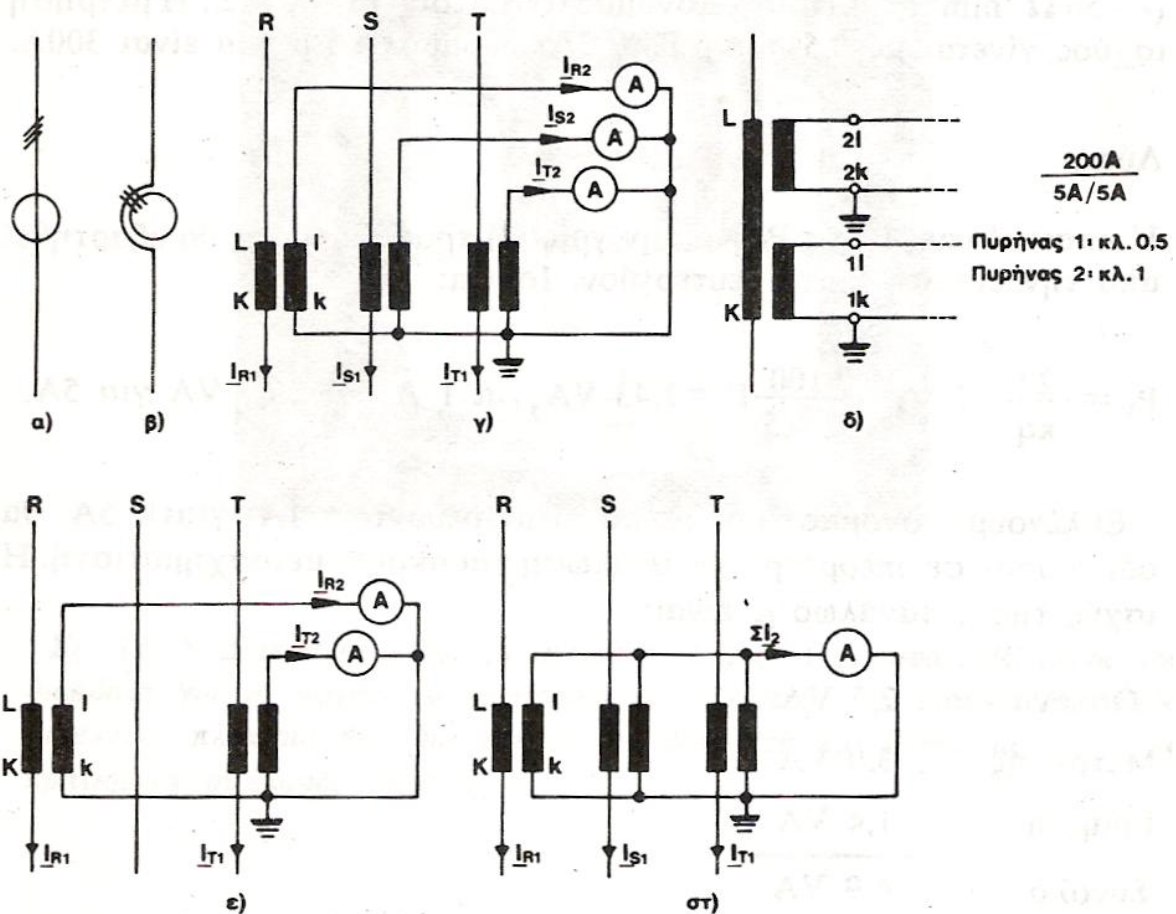 R S T
I_R2 A
I_S2 A
I_T2 A
l
K k
I_R1 I_S1 I_T1
L 2l
2k
1l
K 1k
200A
5A/5A
Πυρήνας 1: κλ. 0,5
Πυρήνας 2: κλ. 1
α) β) γ) δ)
R S T
I_R2 A
I_T2 A
L l
K k
I_R1 I_T1
R S T
ΣI_2 A
L l
K k
I_R1 I_S1 I_T1
ε) στ)